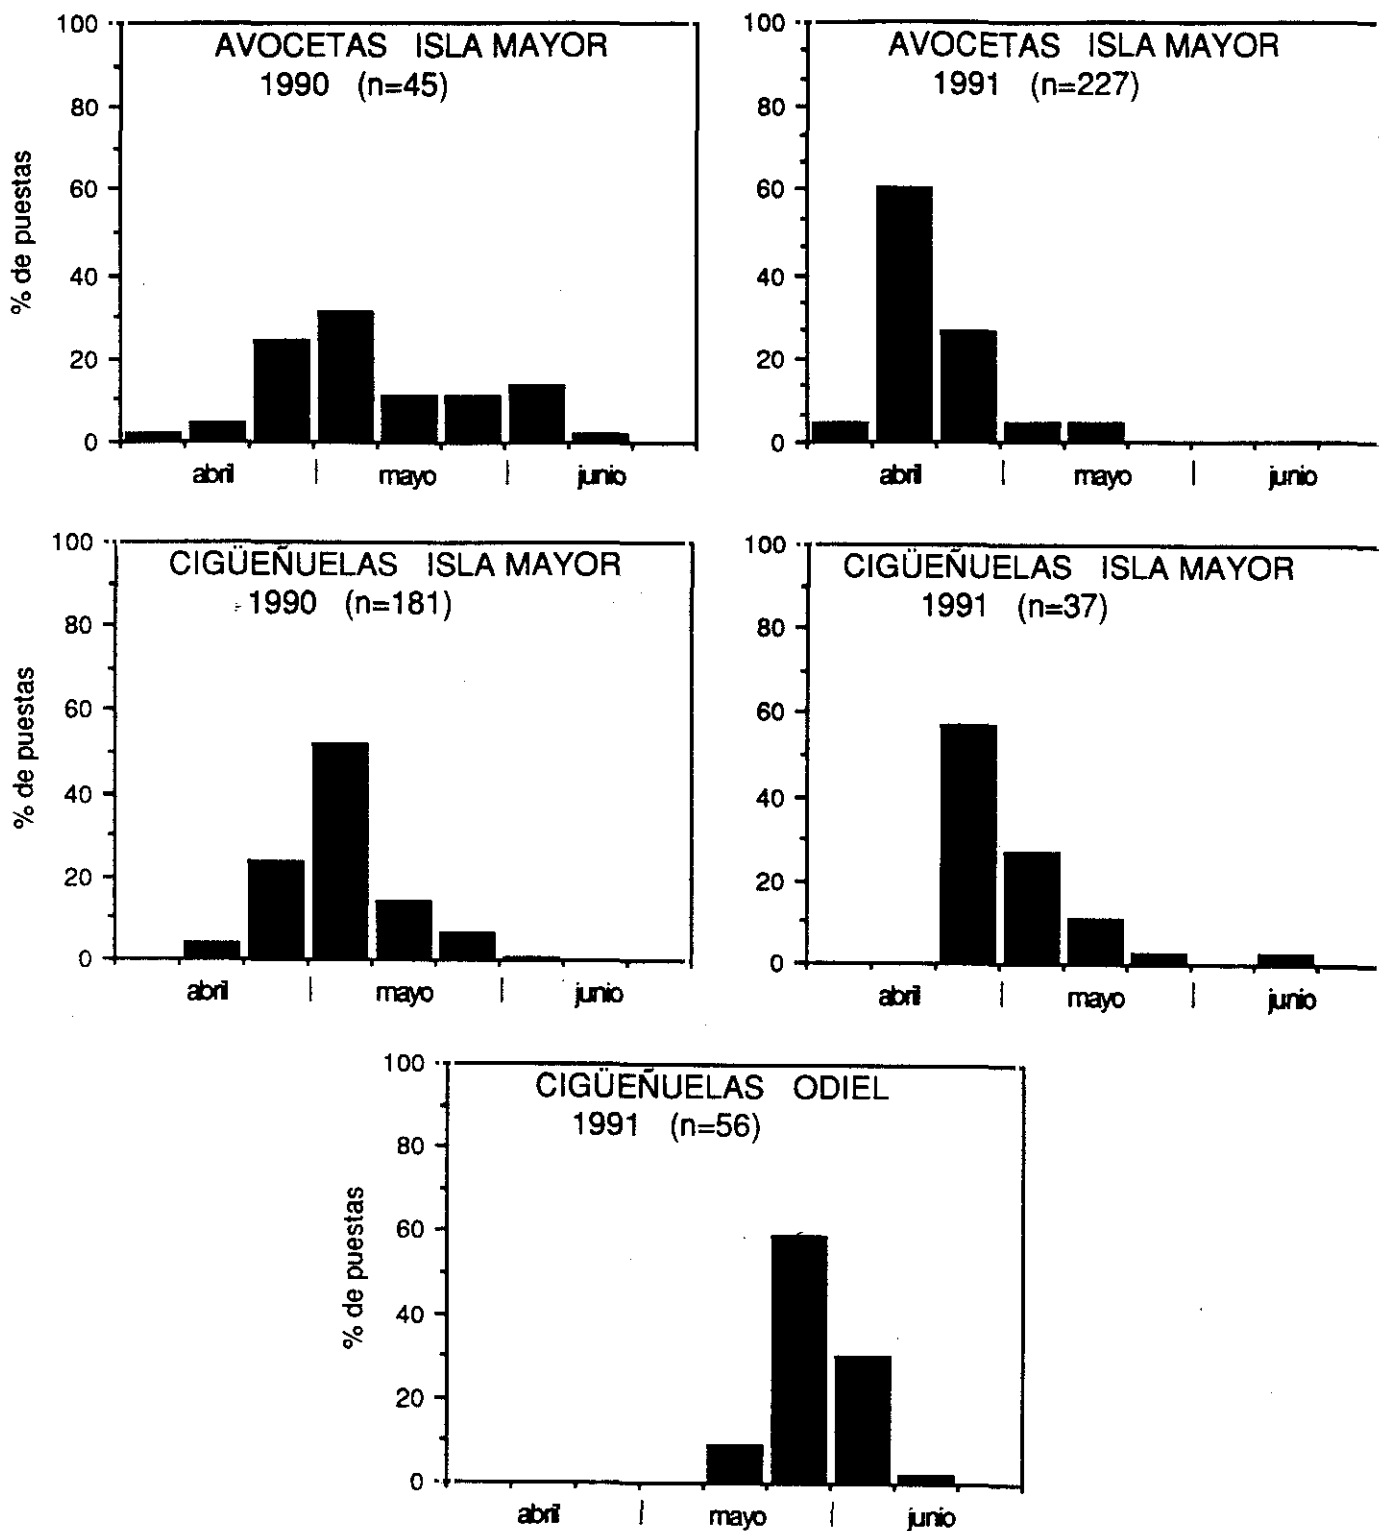 AVOCETAS ISLA MAYOR
1990 (n=45)
% de puestas
100
80
60
40
20
0
abril | mayo | junio
AVOCETAS ISLA MAYOR
1991 (n=227)
100
80
60
40
20
0
abril | mayo | junio
CIGÜEÑUELAS ISLA MAYOR
1990 (n=181)
% de puestas
100
80
60
40
20
0
abril | mayo | junio
CIGÜEÑUELAS ISLA MAYOR
1991 (n=37)
100
80
60
40
20
0
abril | mayo | junio
CIGÜEÑUELAS ODIEL
1991 (n=56)
% de puestas
100
80
60
40
20
0
abril | mayo | junio